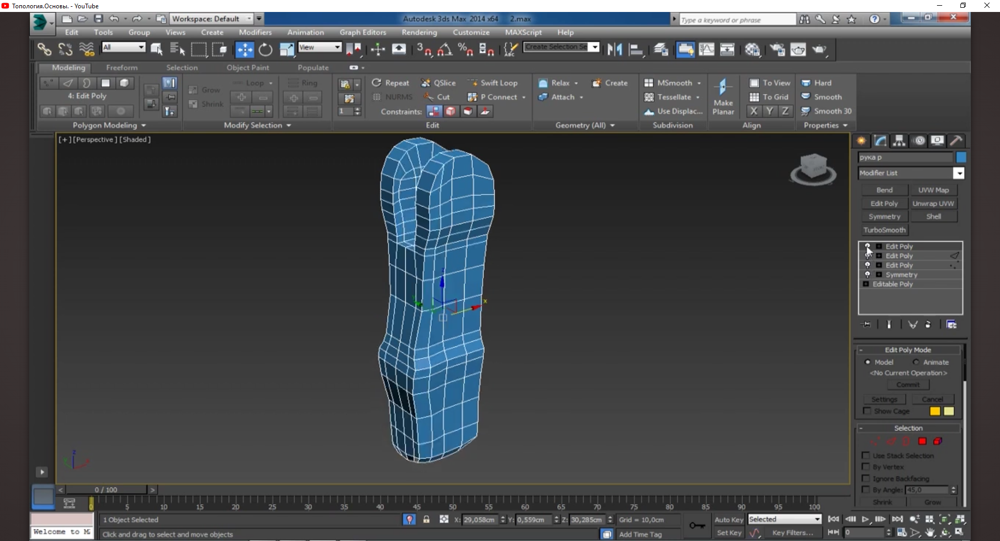 Топология.Основы. - YouTube
Workspace: Default
Autodesk 3ds Max 2014 x64 2.max
Type a keyword or phrase
Edit Tools Group Views Create Modifiers Animation Graph Editors Rendering Customize MAXScript Help
All View Create Selection Se
Modeling Freeform Selection Object Paint Populate
Loop Ring Repeat QSlice Swift Loop Relax Create MSmooth To View Hard
Grow
4: Edit Poly NURMS Cut P Connect Attach Tessellate To Grid Smooth
Shrink Make
1 Constraints: Planar Use Displac... X Y Z Smooth 30
Polygon Modeling Modify Selection Edit Geometry (All) Subdivision Align Properties
[+] [Perspective] [Shaded]
рука р
Modifier List
Bend UVW Map
Edit Poly Unwrap UVW
Symmetry Shell
TurboSmooth
Edit Poly
Edit Poly
Edit Poly
Symmetry
Editable Poly
z
y x
Edit Poly Mode
Model Animate
<No Current Operation>
Commit
Settings Cancel
Show Cage
Selection
Use Stack Selection
By Vertex
Ignore Backfacing
By Angle: 45,0
Shrink Grow
z
< 0 / 100 >
0 5 10 15 20 25 30 35 40 45 50 55 60 65 70 75 80 85 90 95 100
1 Object Selected X: 29,058cm Y: 0,559cm Z: 30,285cm Grid = 10,0cm Auto Key Selected
Welcome to M
Click and drag to select and move objects Add Time Tag Set Key Key Filters... 0